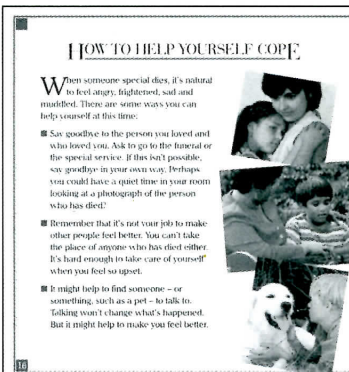 HOW TO HELP YOURSELF COPE
When someone special dies, it's natural
to feel angry, frightened, sad and
muddled. There are some ways you can
help yourself at this time:
Say goodbye to the person you loved and
who loved you. Ask to go to the funeral or
the special service. If this isn't possible,
say goodbye in your own way. Perhaps
you could have a quiet time in your room
looking at a photograph of the person
who has died?
Remember that it's not your job to make
other people feel better. You can't take
the place of anyone who has died either.
It's hard enough to take care of yourself
when you feel so upset.
It might help to find someone – or
something, such as a pet – to talk to.
Talking won't change what's happened.
But it might help to make you feel better.
16